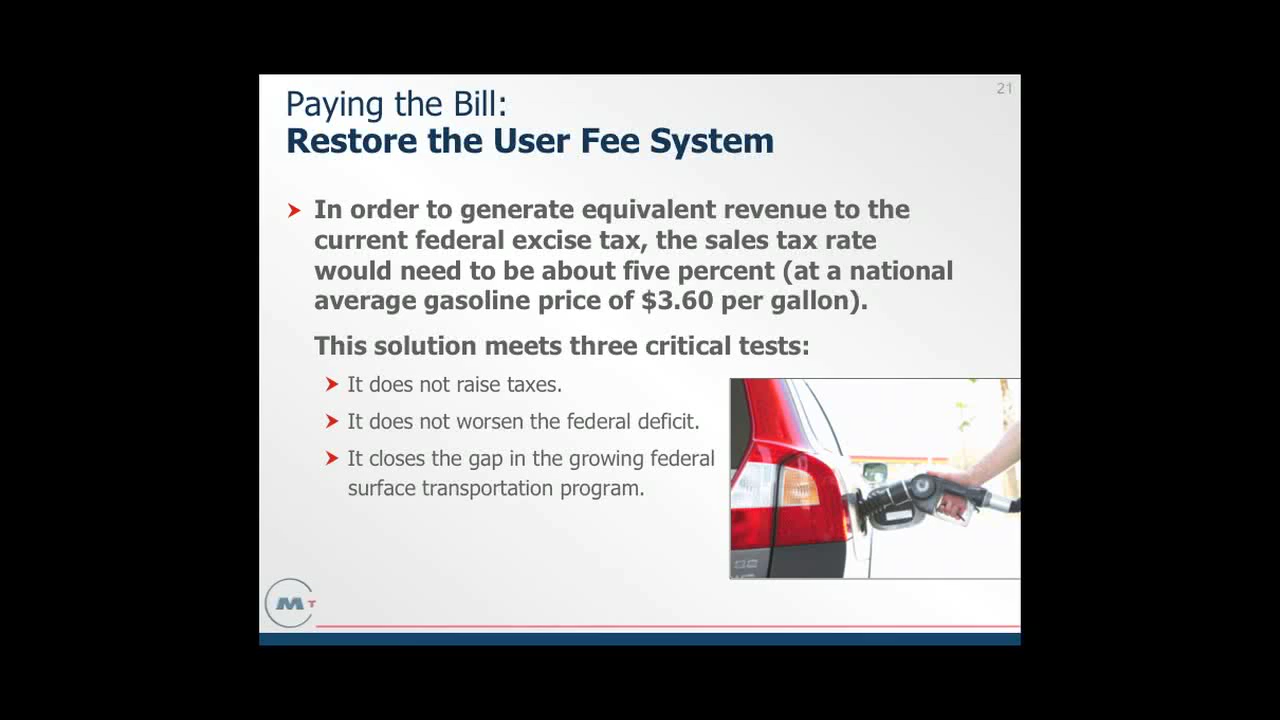 21
Paying the Bill:
Restore the User Fee System
In order to generate equivalent revenue to the
current federal excise tax, the sales tax rate
would need to be about five percent (at a national
average gasoline price of $3.60 per gallon).
This solution meets three critical tests:
It does not raise taxes.
It does not worsen the federal deficit.
It closes the gap in the growing federal
surface transportation program.
M T